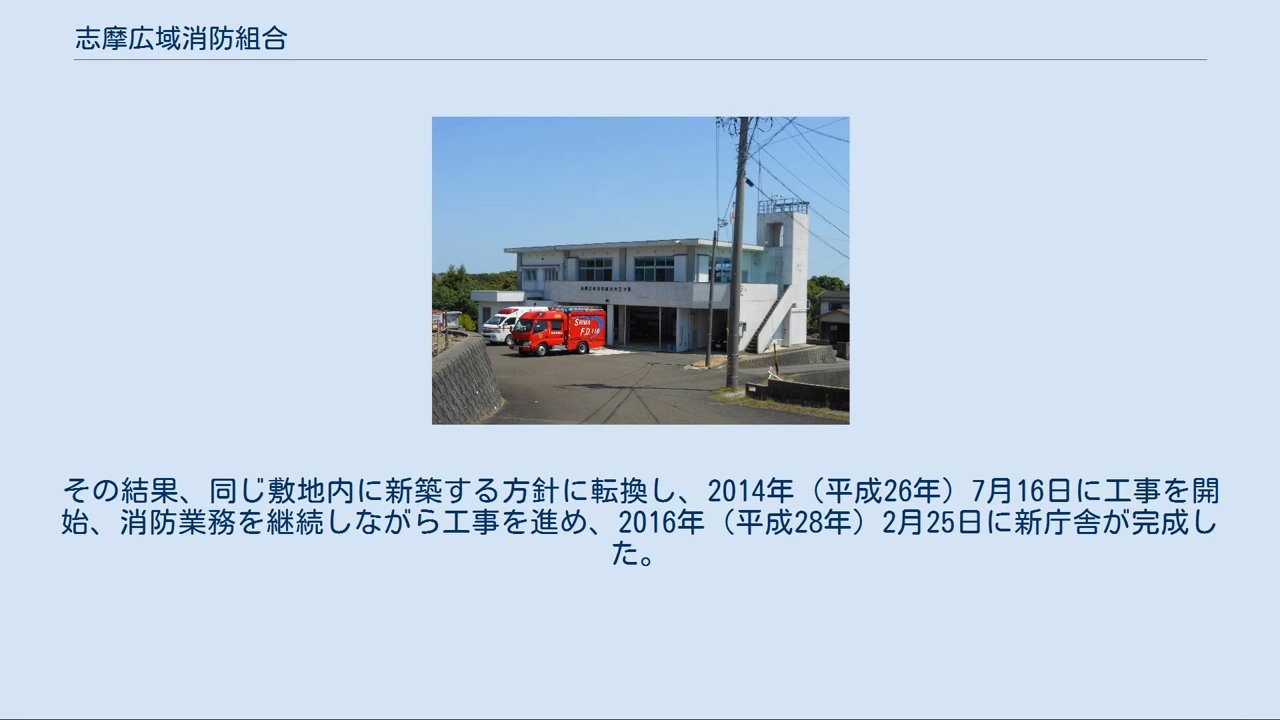 志摩広域消防組合
SHIMA
F.D.119
その結果、同じ敷地内に新築する方針に転換し、2014年（平成26年）7月16日に工事を開
始、消防業務を継続しながら工事を進め、2016年（平成28年）2月25日に新庁舎が完成し
た。